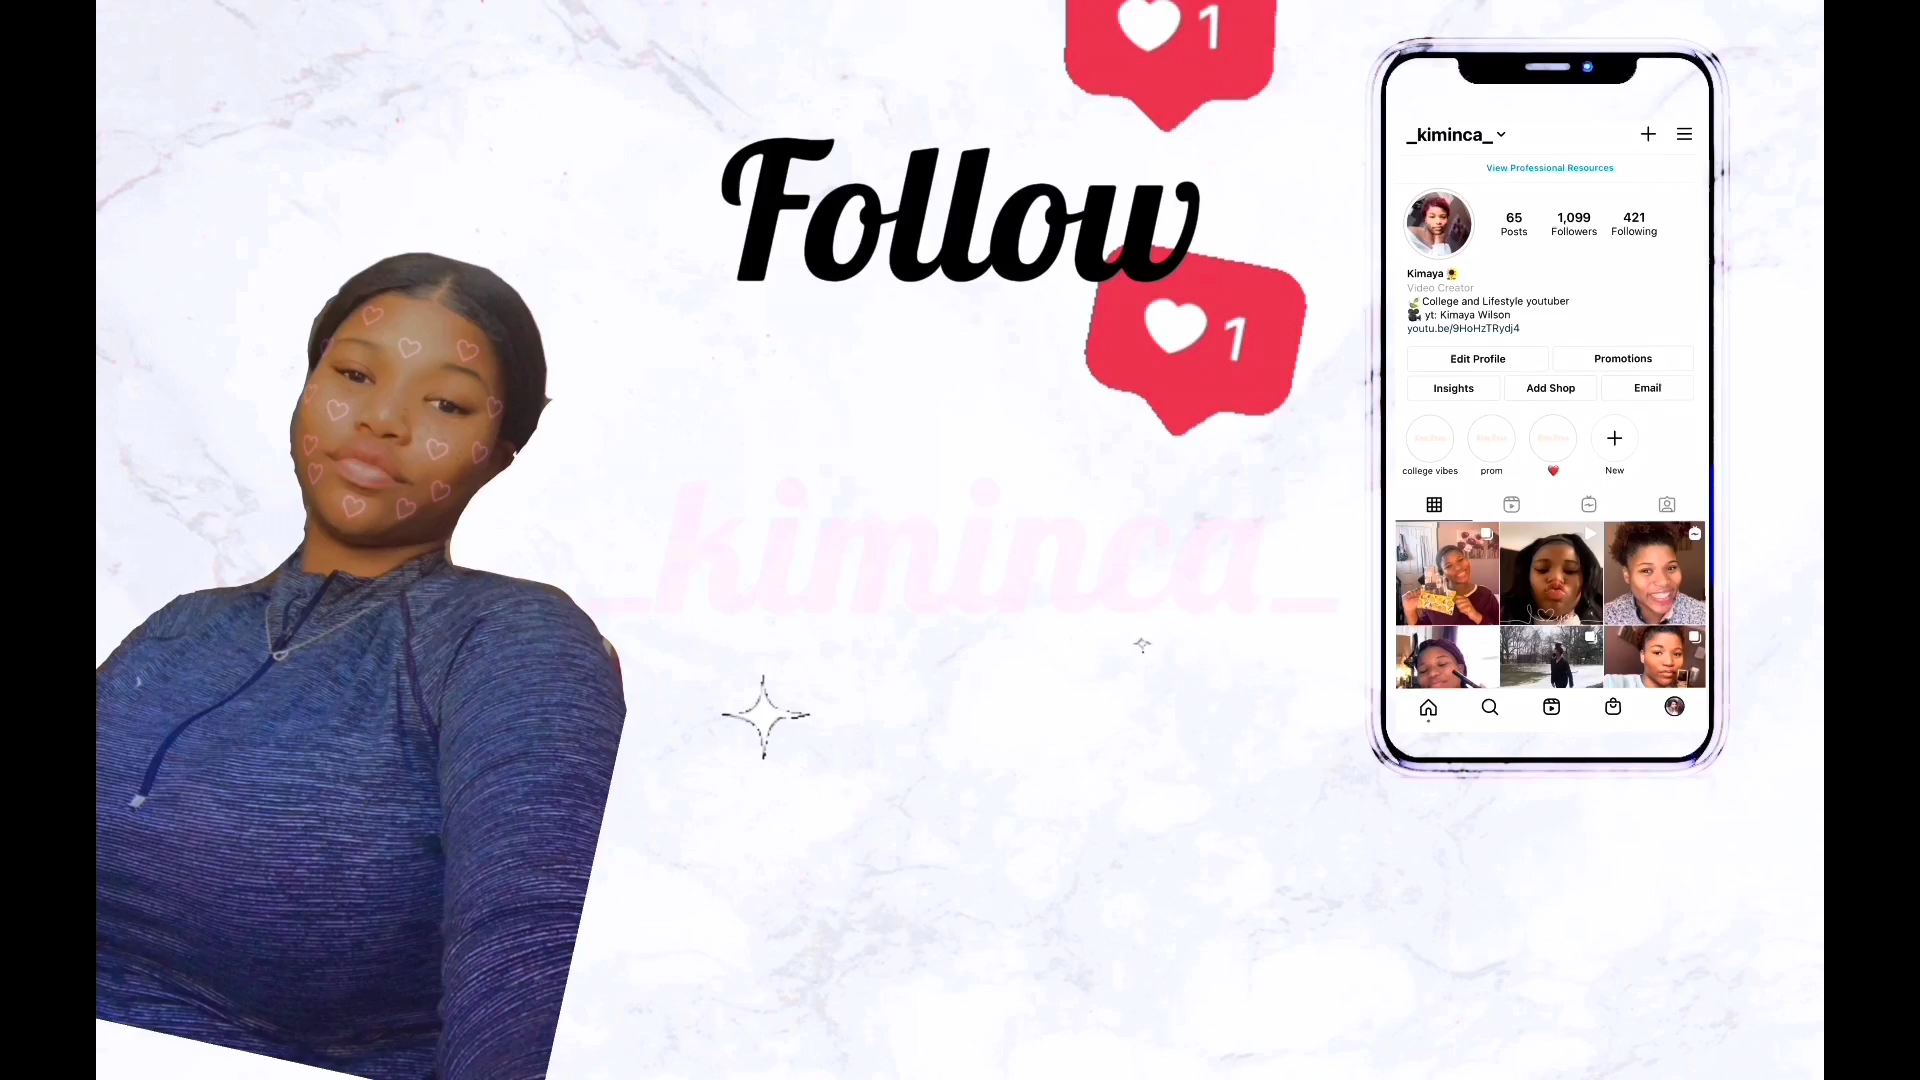 1
Follow
1
_kiminca_
_kiminca_
View Professional Resources
65
Posts
1,099
Followers
421
Following
Kimaya🌻
Video Creator
🍃College and Lifestyle youtuber
🎥 yt: Kimaya Wilson
youtu.be/9HoHzTRydj4
Edit Profile
Promotions
Insights
Add Shop
Email
college vibes
prom
❤️
New